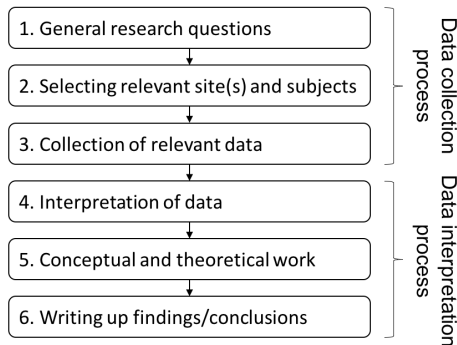 1. General research questions
2. Selecting relevant site(s) and subjects
3. Collection of relevant data
4. Interpretation of data
5. Conceptual and theoretical work
6. Writing up findings/conclusions
Data collection
process
Data interpretation
process